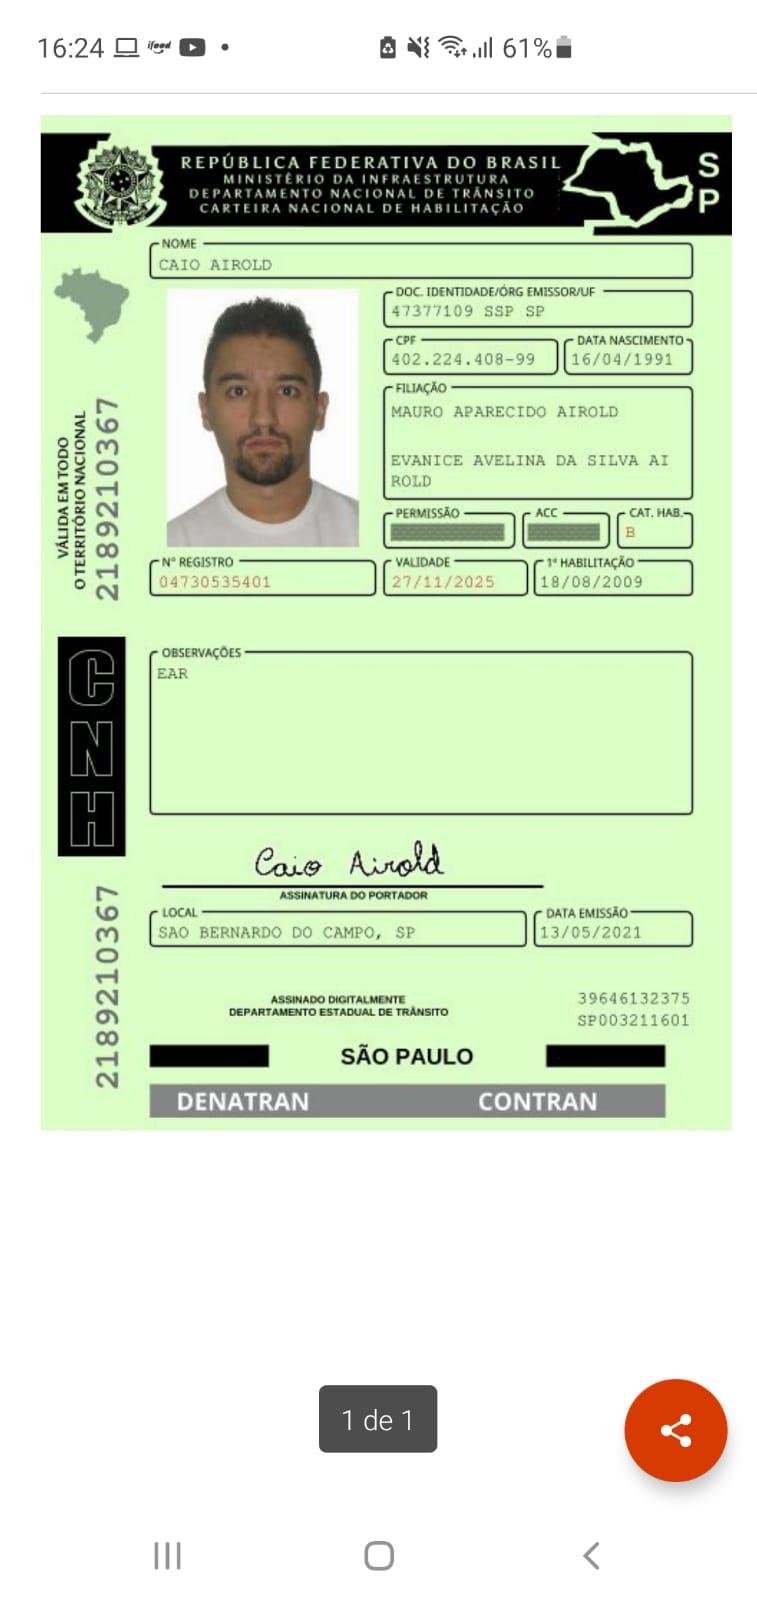 16:24 ifood 61%
REPÚBLICA FEDERATIVA DO BRASIL
MINISTÉRIO DA INFRAESTRUTURA
DEPARTAMENTO NACIONAL DE TRÂNSITO
CARTEIRA NACIONAL DE HABILITAÇÃO
S
P
NOME
CAIO AIROLD
DOC. IDENTIDADE/ÓRG EMISSOR/UF
47377109 SSP SP
CPF DATA NASCIMENTO
402.224.408-99 16/04/1991
FILIAÇÃO
MAURO APARECIDO AIROLD
EVANICE AVELINA DA SILVA AI
ROLD
PERMISSÃO ACC CAT. HAB.
B
Nº REGISTRO VALIDADE 1ª HABILITAÇÃO
04730535401 27/11/2025 18/08/2009
VÁLIDA EM TODO
O TERRITÓRIO NACIONAL
2189210367
OBSERVAÇÕES
EAR
CNH
Caio Airold
ASSINATURA DO PORTADOR
LOCAL DATA EMISSÃO
SAO BERNARDO DO CAMPO, SP 13/05/2021
2189210367
ASSINADO DIGITALMENTE
DEPARTAMENTO ESTADUAL DE TRÂNSITO
39646132375
SP003211601
SÃO PAULO
DENATRAN CONTRAN
1 de 1